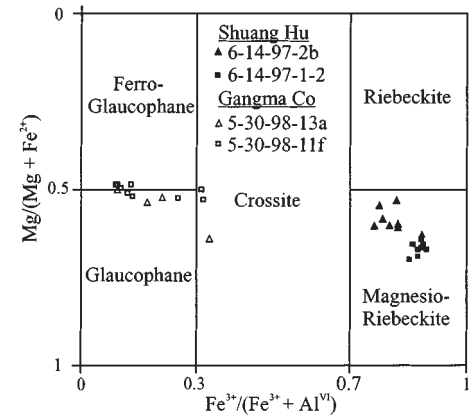 0
Shuang Hu
▲ 6-14-97-2b
■ 6-14-97-1-2
Gangma Co
△ 5-30-98-13a
□ 5-30-98-11f
Ferro-
Glaucophane
Riebeckite
Mg/(Mg + Fe²⁺)
0.5
Crossite
Glaucophane
Magnesio-
Riebeckite
1
0
0.3
0.7
1
Fe³⁺/(Fe³⁺ + Alⱽᴵ)